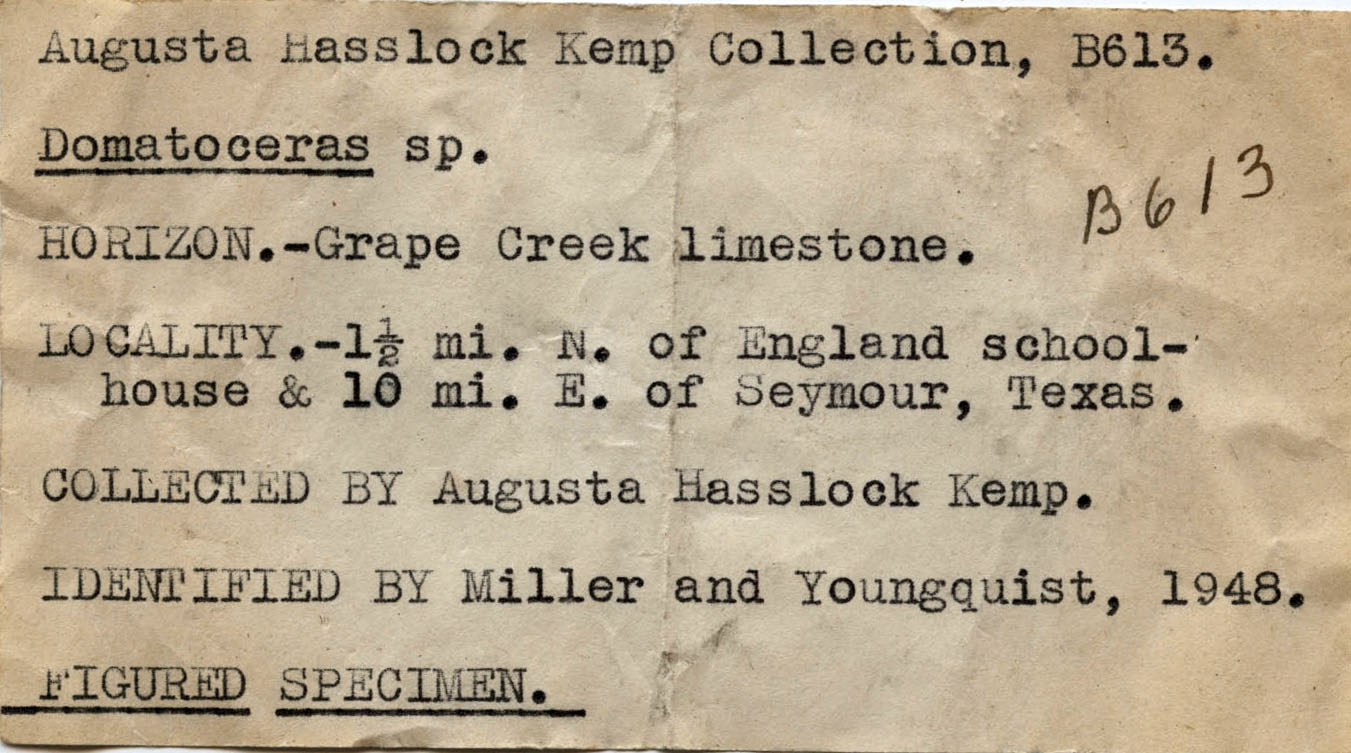 Augusta Hasslock Kemp Collection, B613.
Domatoceras sp.
B613
HORIZON.-Grape Creek limestone.
LOCALITY.-1½ mi. N. of England school-
house & 10 mi. E. of Seymour, Texas.
COLLECTED BY Augusta Hasslock Kemp.
IDENTIFIED BY Miller and Youngquist, 1948.
FIGURED SPECIMEN.